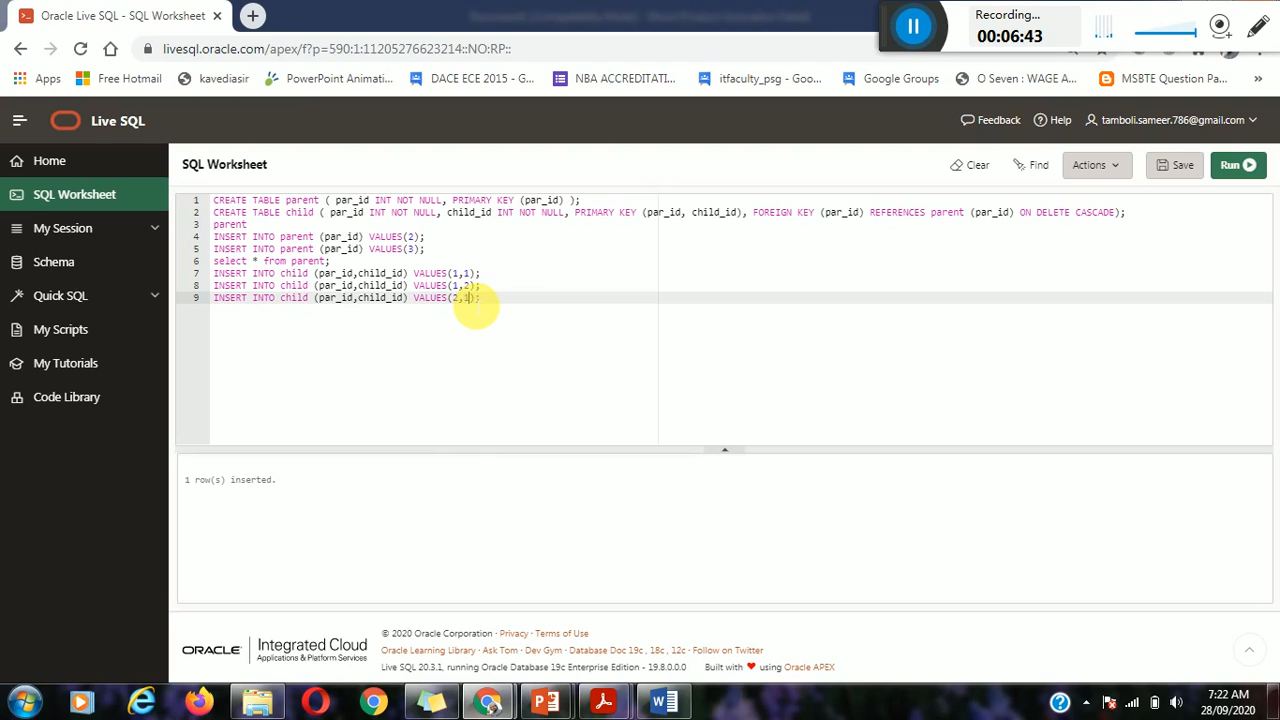 Oracle Live SQL - SQL Worksheet
Recording...
00:06:43
livesql.oracle.com/apex/f?p=590:1:11205276623214::NO:RP::
Apps
Free Hotmail
kavediasir
PowerPoint Animati...
DACE ECE 2015 - G...
NBA ACCREDITATI...
itfaculty_psg - Goo...
Google Groups
O Seven : WAGE A...
MSBTE Question Pa...
»
Live SQL
Feedback
Help
tamboli.sameer.786@gmail.com
Home
SQL Worksheet
My Session
Schema
Quick SQL
My Scripts
My Tutorials
Code Library
SQL Worksheet
Clear
Find
Actions
Save
Run
1 CREATE TABLE parent ( par_id INT NOT NULL, PRIMARY KEY (par_id) );
2 CREATE TABLE child ( par_id INT NOT NULL, child_id INT NOT NULL, PRIMARY KEY (par_id, child_id), FOREIGN KEY (par_id) REFERENCES parent (par_id) ON DELETE CASCADE);
3 parent
4 INSERT INTO parent (par_id) VALUES(2);
5 INSERT INTO parent (par_id) VALUES(3);
6 select * from parent;
7 INSERT INTO child (par_id,child_id) VALUES(1,1);
8 INSERT INTO child (par_id,child_id) VALUES(1,2);
9 INSERT INTO child (par_id,child_id) VALUES(2,1);
1 row(s) inserted.
ORACLE
Integrated Cloud
Applications & Platform Services
© 2020 Oracle Corporation · Privacy · Terms of Use
Oracle Learning Library · Ask Tom · Dev Gym · Database Doc 19c , 18c , 12c · Follow on Twitter
Live SQL 20.3.1, running Oracle Database 19c Enterprise Edition - 19.8.0.0.0 Built with ❤ using Oracle APEX
7:22 AM
28/09/2020